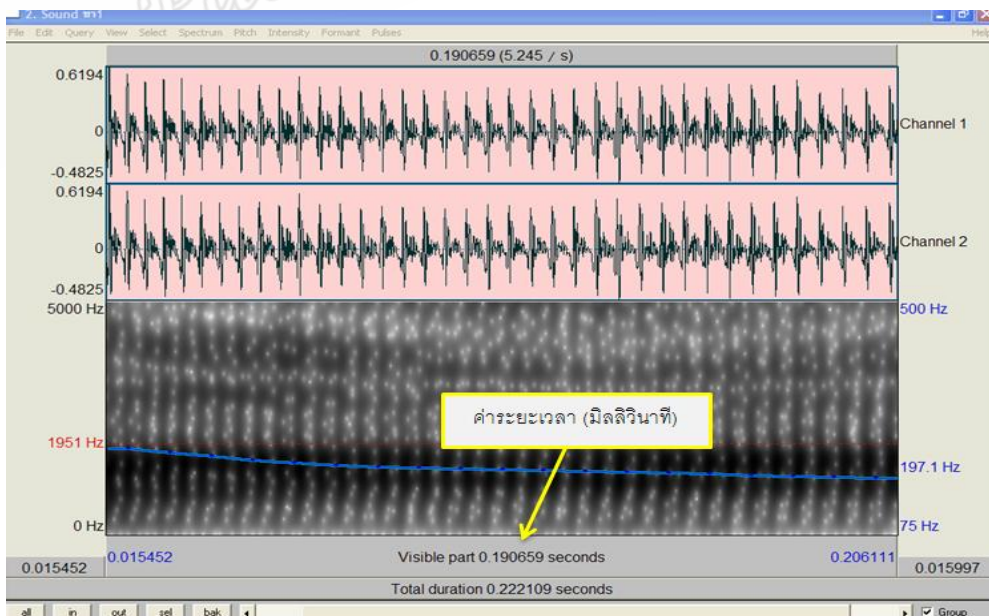 2. Sound ขา1
File Edit Query View Select Spectrum Pitch Intensity Formant Pulses Help
0.190659 (5.245 / s)
0.6194
0
-0.4825
Channel 1
0.6194
0
-0.4825
Channel 2
5000 Hz
500 Hz
ค่าระยะเวลา (มิลลิวินาที)
1951 Hz
197.1 Hz
0 Hz
75 Hz
0.015452
0.015452
Visible part 0.190659 seconds
0.206111
0.015997
Total duration 0.222109 seconds
all in out sel bak
Group